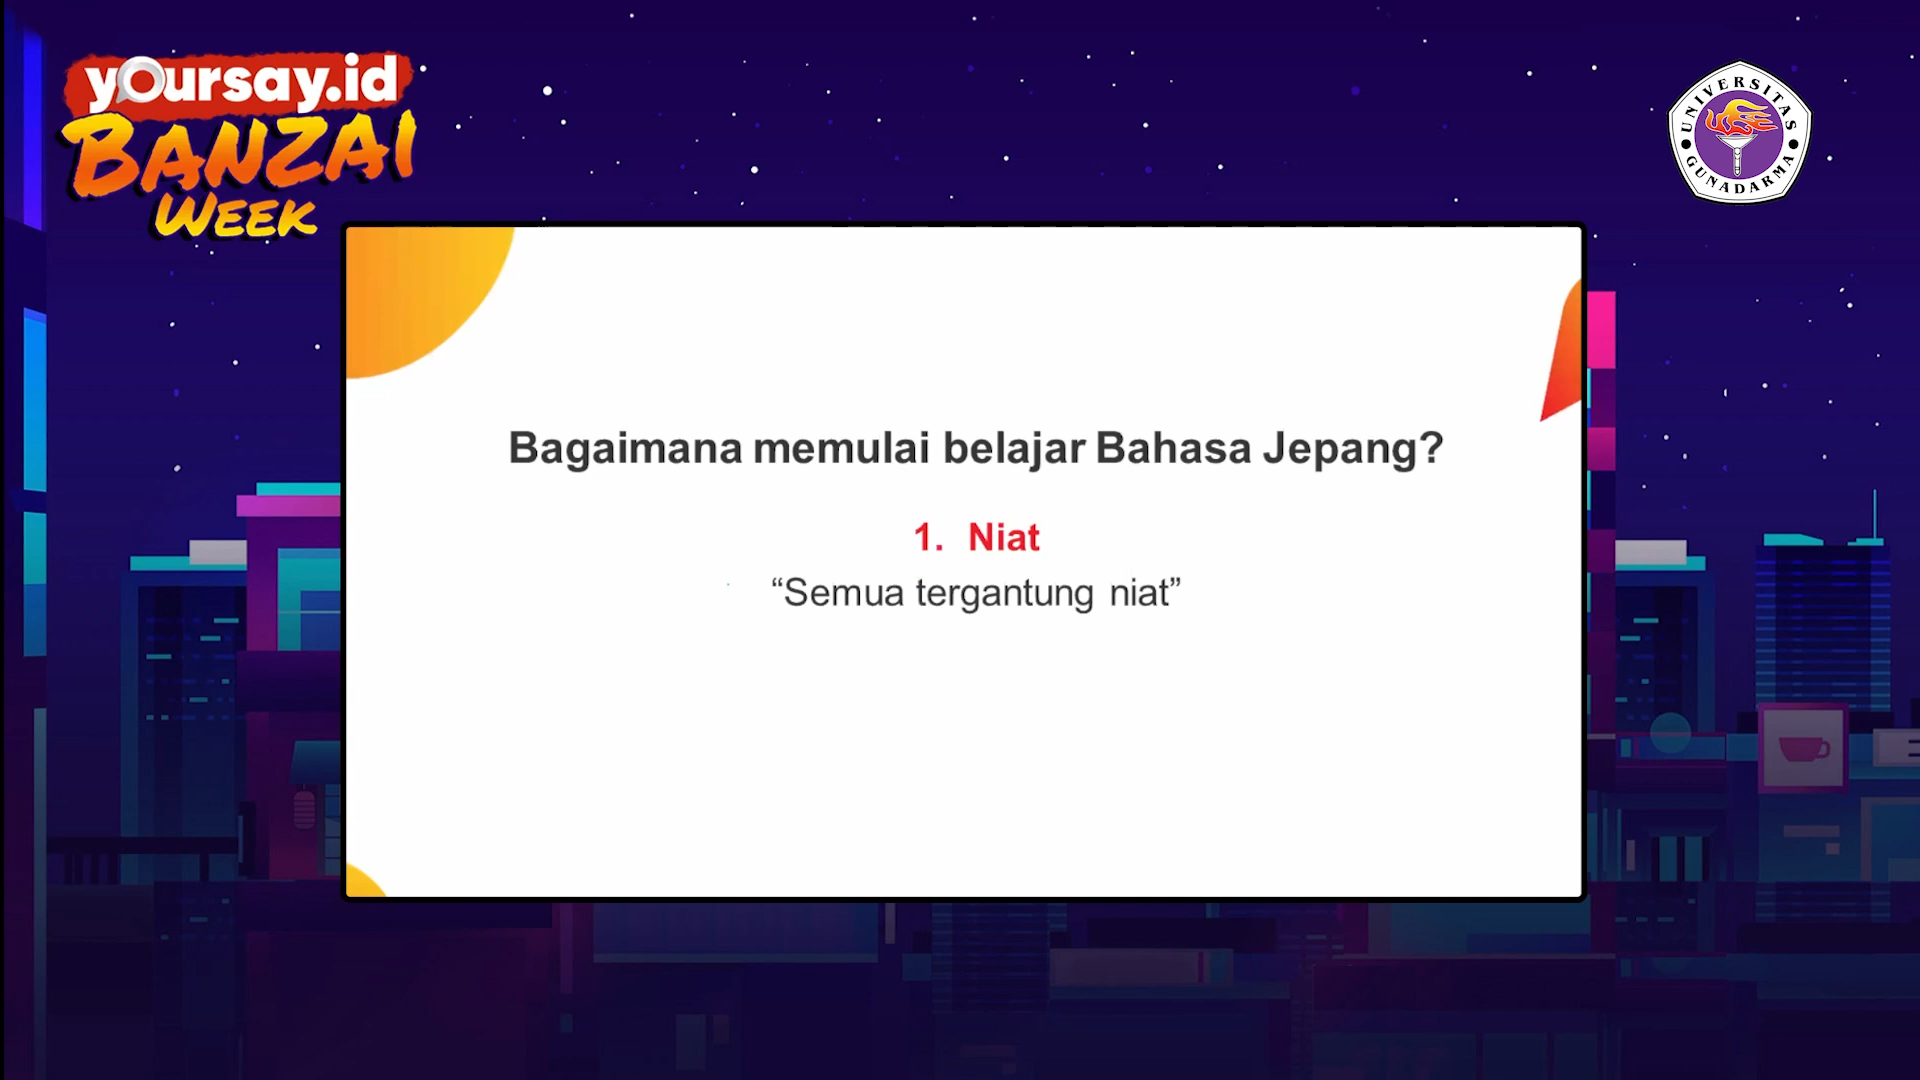 yoursay.id
BANZAI
WEEK
UNIVERSITAS
GUNADARMA
Bagaimana memulai belajar Bahasa Jepang?
1. Niat
“Semua tergantung niat”